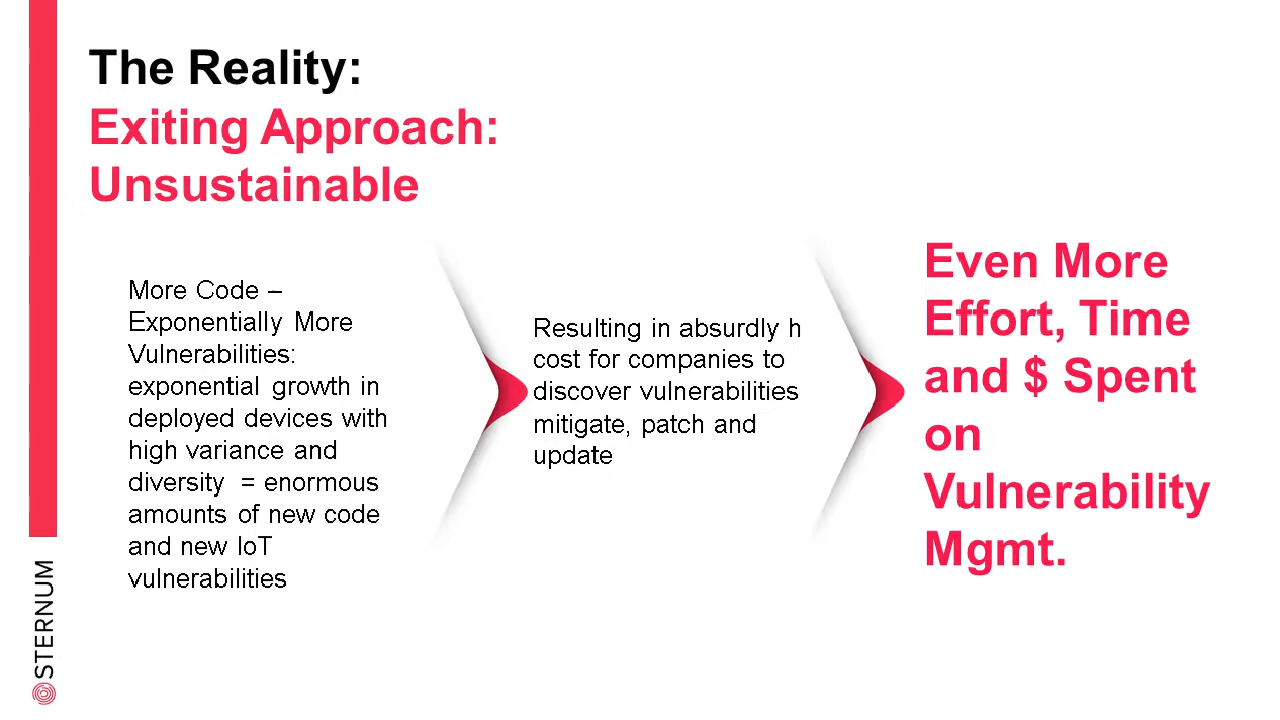 The Reality:
Exiting Approach:
Unsustainable
More Code –
Exponentially More
Vulnerabilities:
exponential growth in
deployed devices with
high variance and
diversity = enormous
amounts of new code
and new IoT
vulnerabilities
Resulting in absurdly h
cost for companies to
discover vulnerabilities
mitigate, patch and
update
Even More
Effort, Time
and $ Spent
on
Vulnerability
Mgmt.
STERNUM